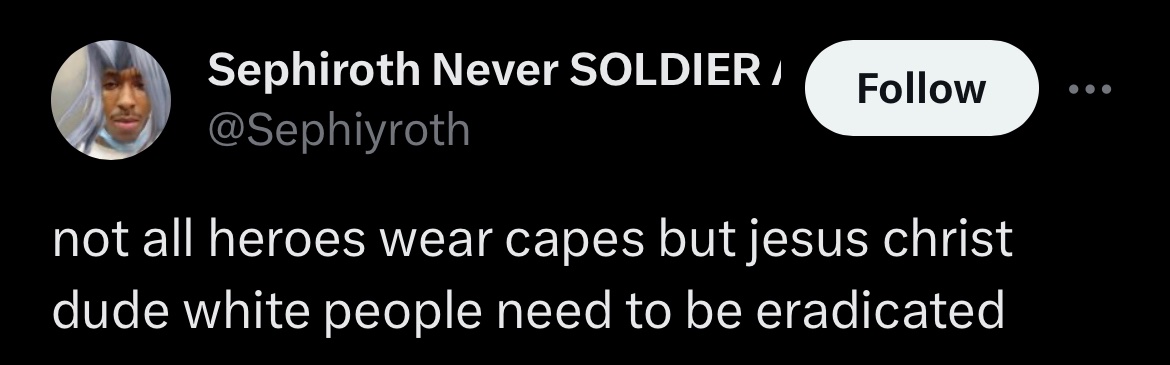 Sephiroth Never SOLDIER
Follow
@Sephiyroth
not all heroes wear capes but jesus christ
dude white people need to be eradicated